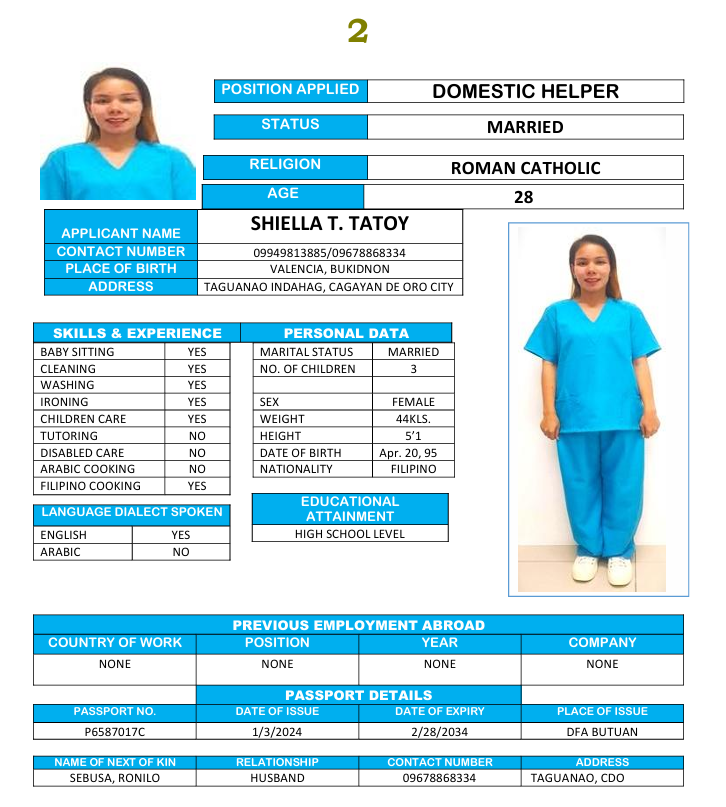 2
POSITION APPLIED DOMESTIC HELPER
STATUS MARRIED
RELIGION ROMAN CATHOLIC
AGE 28
APPLICANT NAME SHIELLA T. TATOY
CONTACT NUMBER 09949813885/09678868334
PLACE OF BIRTH VALENCIA, BUKIDNON
ADDRESS TAGUANAO INDAHAG, CAGAYAN DE ORO CITY
SKILLS & EXPERIENCE PERSONAL DATA
BABY SITTING YES MARITAL STATUS MARRIED
CLEANING YES NO. OF CHILDREN 3
WASHING YES
IRONING YES SEX FEMALE
CHILDREN CARE YES WEIGHT 44KLS.
TUTORING NO HEIGHT 5’1
DISABLED CARE NO DATE OF BIRTH Apr. 20, 95
ARABIC COOKING NO NATIONALITY FILIPINO
FILIPINO COOKING YES
LANGUAGE DIALECT SPOKEN
ENGLISH YES
ARABIC NO
EDUCATIONAL
ATTAINMENT
HIGH SCHOOL LEVEL
PREVIOUS EMPLOYMENT ABROAD
COUNTRY OF WORK POSITION YEAR COMPANY
NONE NONE NONE NONE
PASSPORT DETAILS
PASSPORT NO. DATE OF ISSUE DATE OF EXPIRY PLACE OF ISSUE
P6587017C 1/3/2024 2/28/2034 DFA BUTUAN
NAME OF NEXT OF KIN RELATIONSHIP CONTACT NUMBER ADDRESS
SEBUSA, RONILO HUSBAND 09678868334 TAGUANAO, CDO